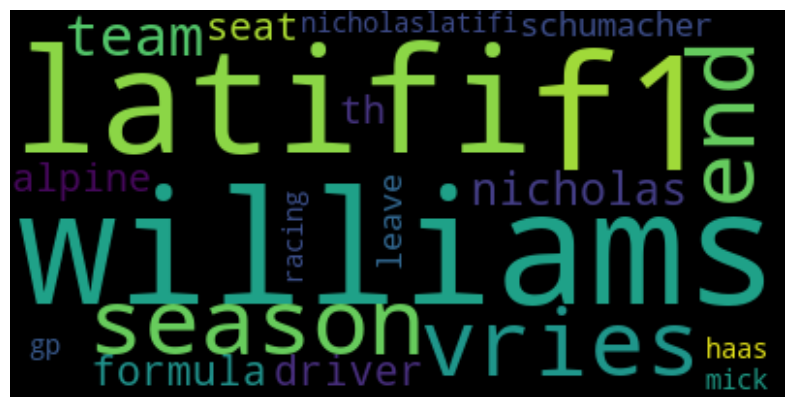 team seat nicholaslatifi schumacher
latifi f1 end
th
alpine nicholas
williams
racing leave
season vries
gp haas
formula driver mick